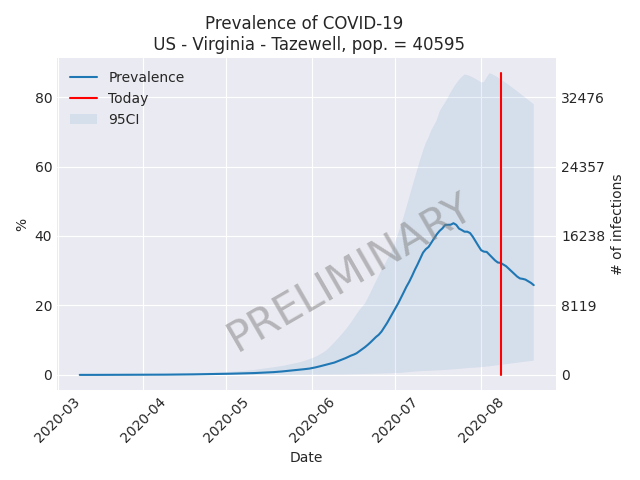 Prevalence of COVID-19
US - Virginia - Tazewell, pop. = 40595
Prevalence
Today
95CI
80
60
40
20
0
%
32476
24357
16238
8119
0
# of infections
PRELIMINARY
2020-03
2020-04
2020-05
2020-06
2020-07
2020-08
Date